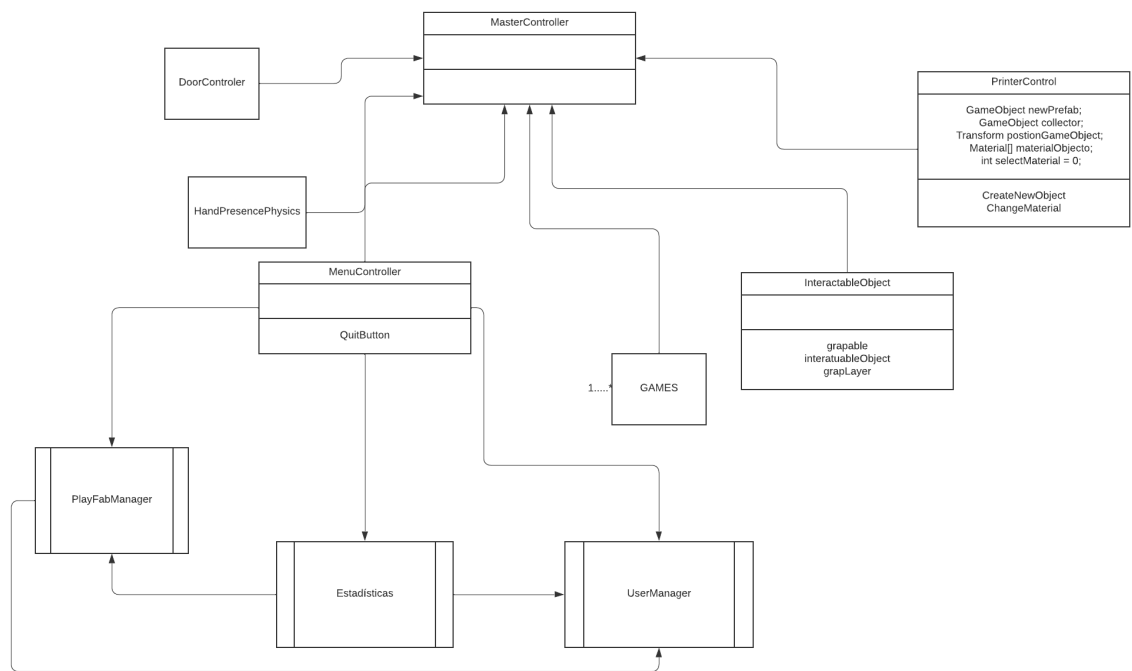 MasterController
DoorControler
PrinterControl
GameObject newPrefab;
GameObject collector;
Transform postionGameObject;
Material[] materialObjecto;
int selectMaterial = 0;
CreateNewObject
ChangeMaterial
HandPresencePhysics
MenuController
QuitButton
InteractableObject
grapable
interatuableObject
grapLayer
1.....*
GAMES
PlayFabManager
Estadísticas
UserManager